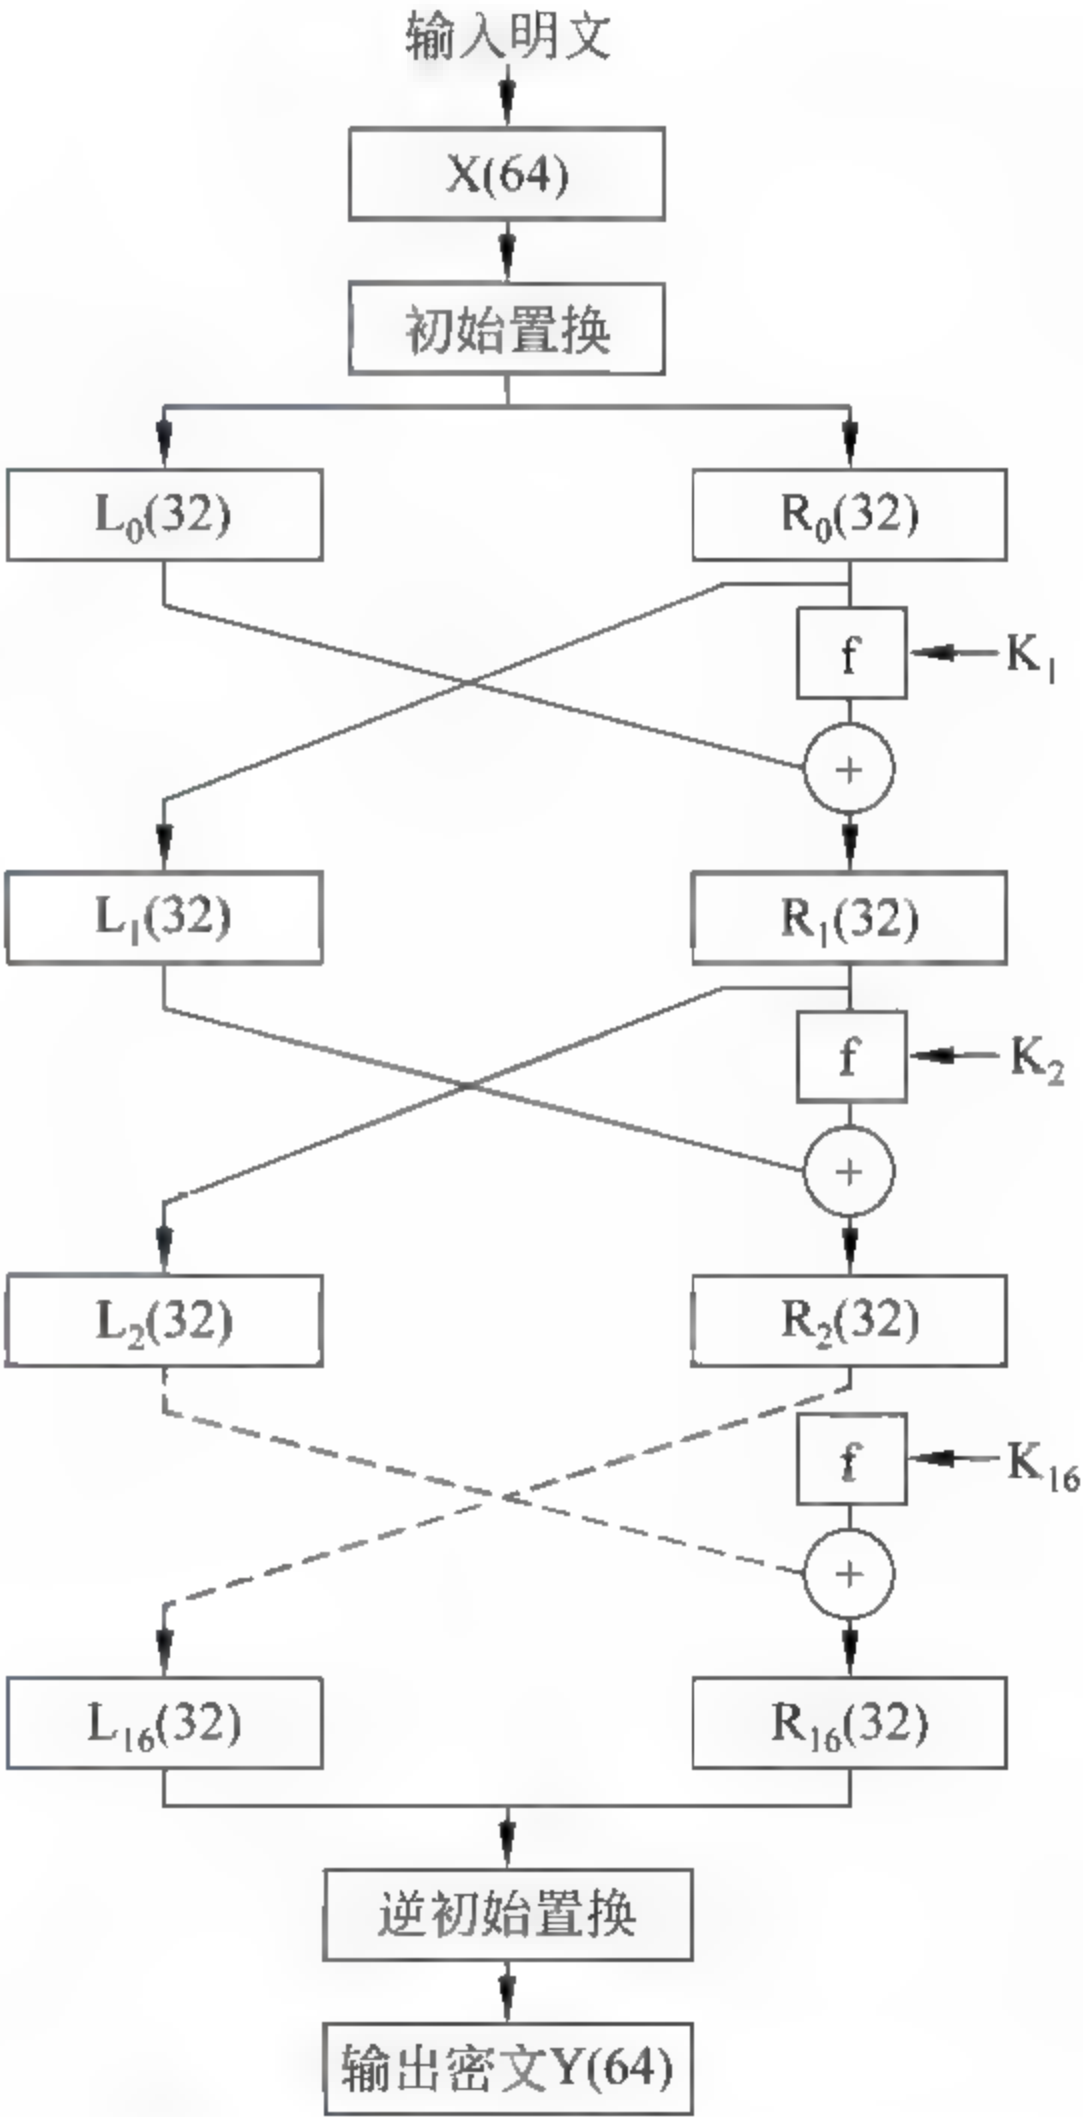 输入明文
X(64)
初始置换
L₀(32)
R₀(32)
f
K₁
+
L₁(32)
R₁(32)
f
K₂
+
L₂(32)
R₂(32)
f
K₁₆
+
L₁₆(32)
R₁₆(32)
逆初始置换
输出密文Y(64)